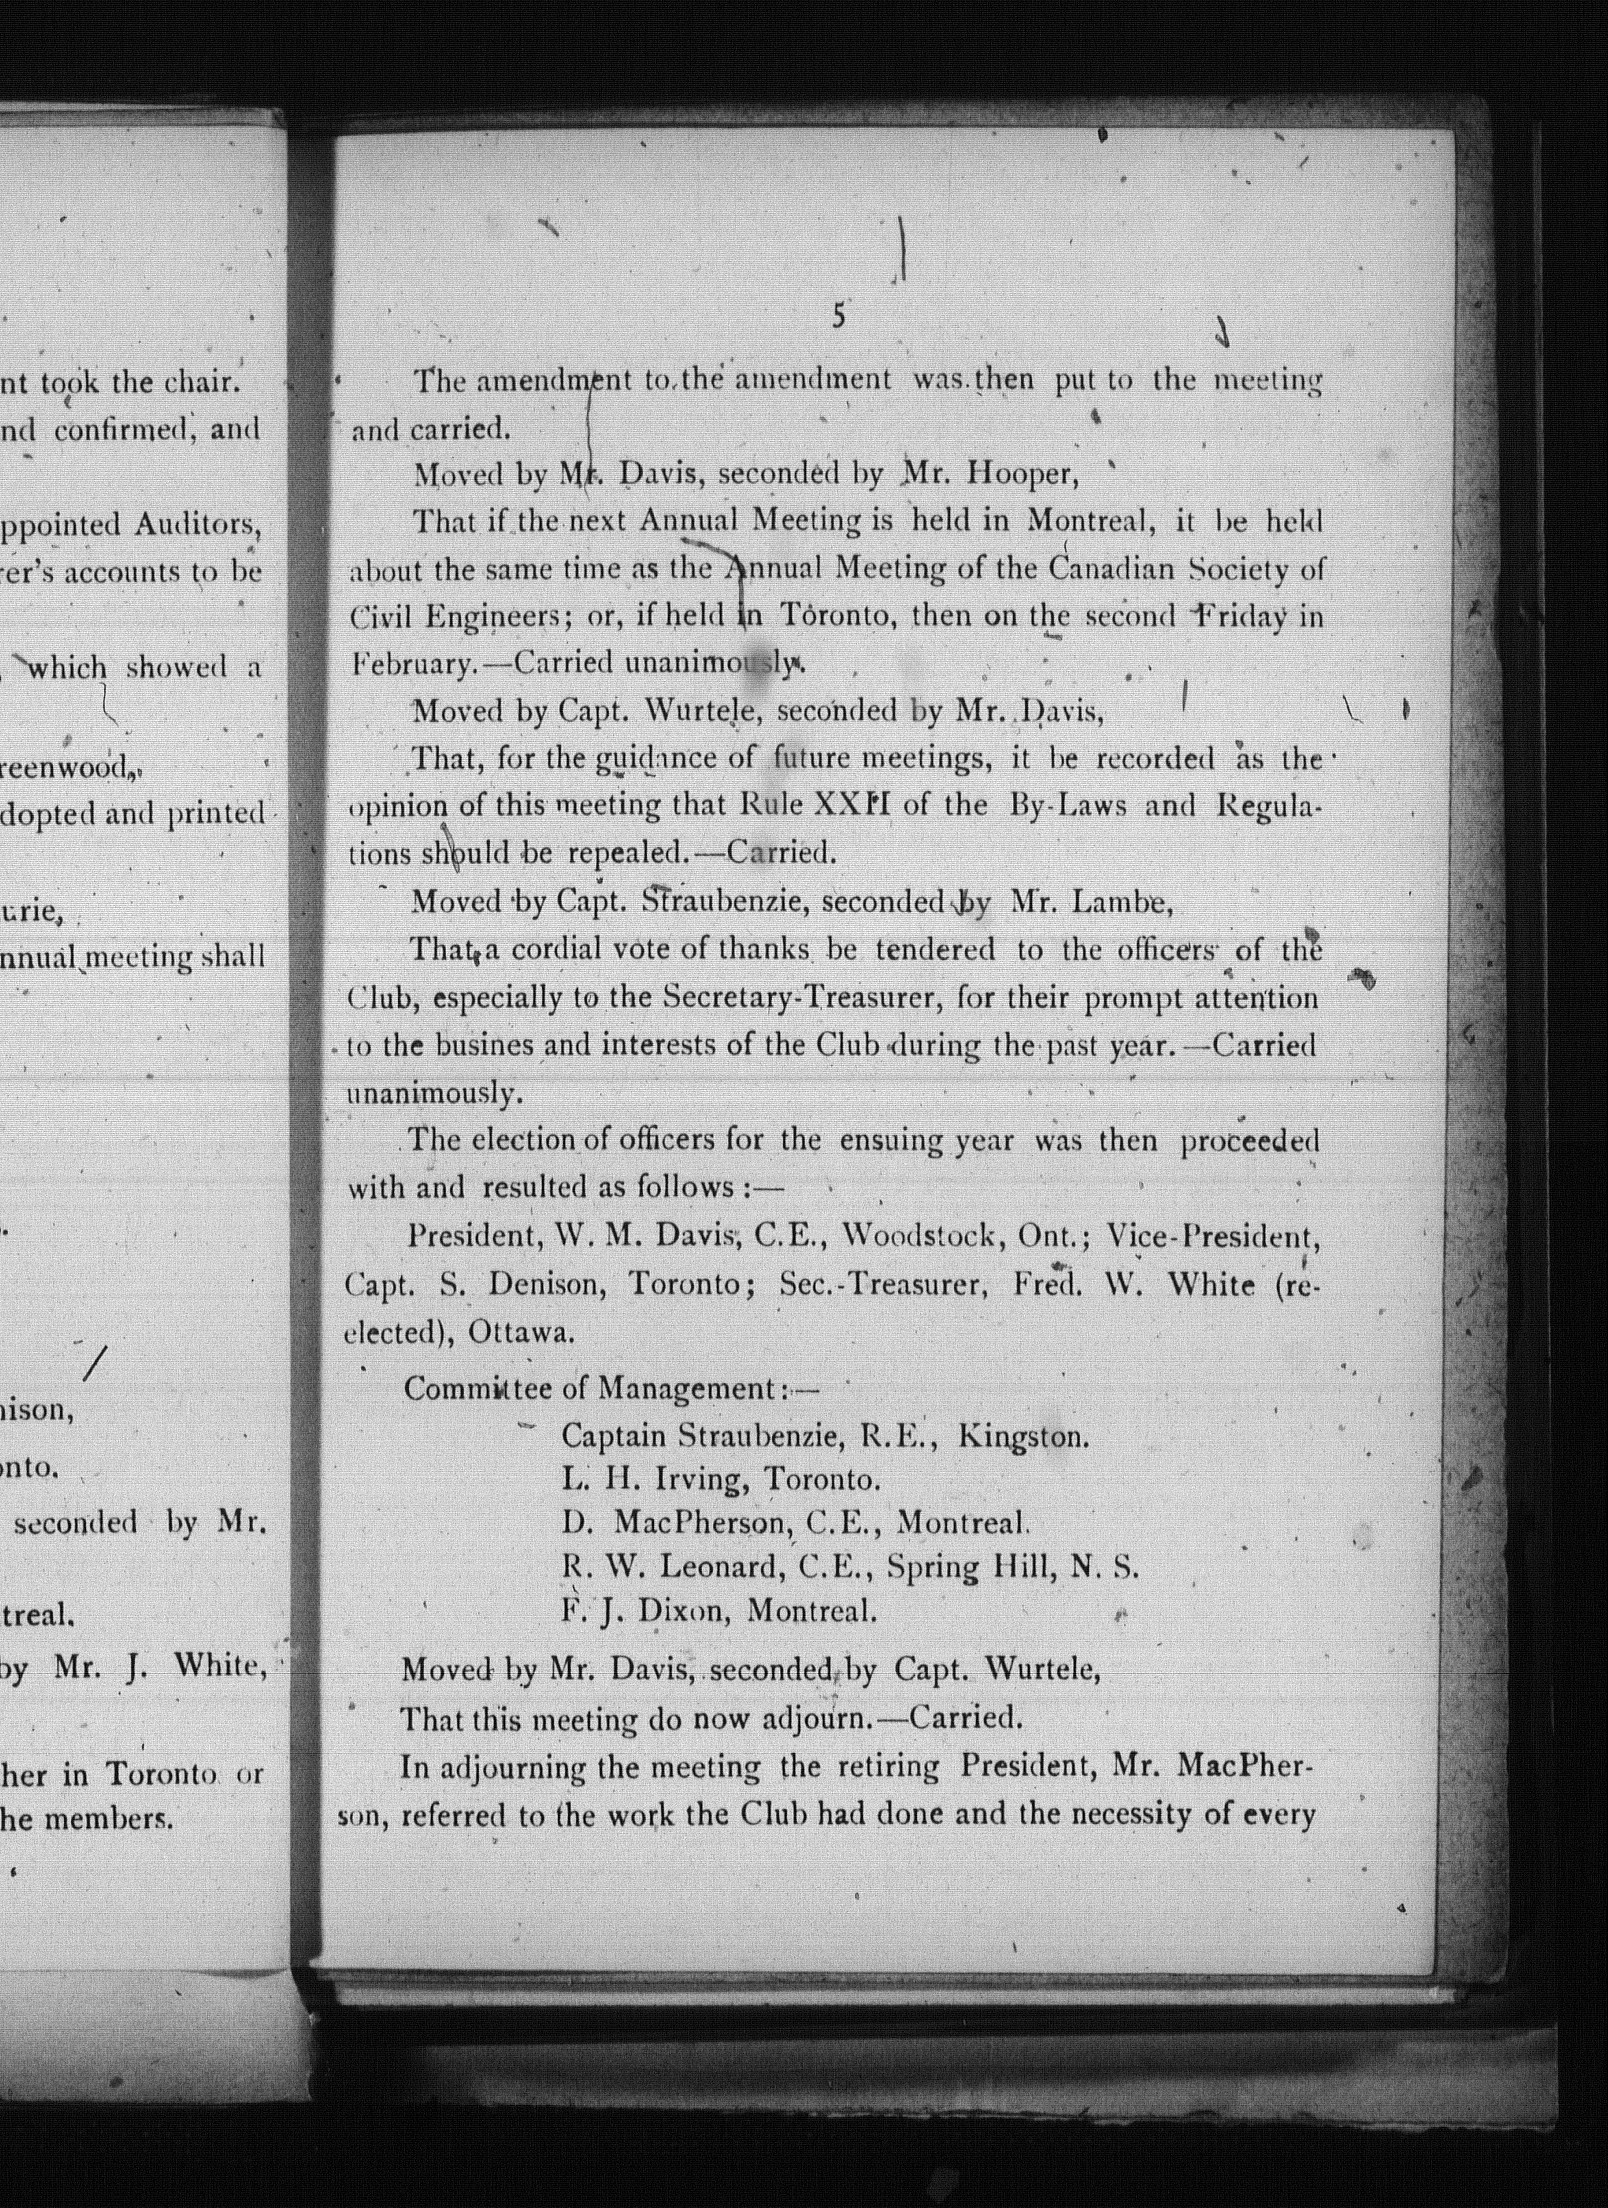 nt took the chair.
nd confirmed, and
ppointed Auditors,
rer's accounts to be
which showed a
reenwood,
dopted and printed
urie,
nnual meeting shall
nison,
onto.
seconded by Mr.
treal.
by Mr. J. White,
her in Toronto or
he members.
5
The amendment to the amendment was then put to the meeting
and carried.
Moved by Mr. Davis, seconded by Mr. Hooper,
That if the next Annual Meeting is held in Montreal, it be held
about the same time as the Annual Meeting of the Canadian Society of
Civil Engineers; or, if held in Toronto, then on the second Friday in
February.—Carried unanimously.
Moved by Capt. Wurtele, seconded by Mr. Davis,
That, for the guidance of future meetings, it be recorded as the
opinion of this meeting that Rule XXII of the By-Laws and Regula-
tions should be repealed.—Carried.
Moved by Capt. Straubenzie, seconded by Mr. Lambe,
That a cordial vote of thanks be tendered to the officers of the
Club, especially to the Secretary-Treasurer, for their prompt attention
to the busines and interests of the Club during the past year.—Carried
unanimously.
The election of officers for the ensuing year was then proceeded
with and resulted as follows :—
President, W. M. Davis, C.E., Woodstock, Ont.; Vice-President,
Capt. S. Denison, Toronto; Sec.-Treasurer, Fred. W. White (re-
elected), Ottawa.
Committee of Management:—
Captain Straubenzie, R.E., Kingston.
L. H. Irving, Toronto.
D. MacPherson, C.E., Montreal.
R. W. Leonard, C.E., Spring Hill, N. S.
F. J. Dixon, Montreal.
Moved by Mr. Davis, seconded by Capt. Wurtele,
That this meeting do now adjourn.—Carried.
In adjourning the meeting the retiring President, Mr. MacPher-
son, referred to the work the Club had done and the necessity of every